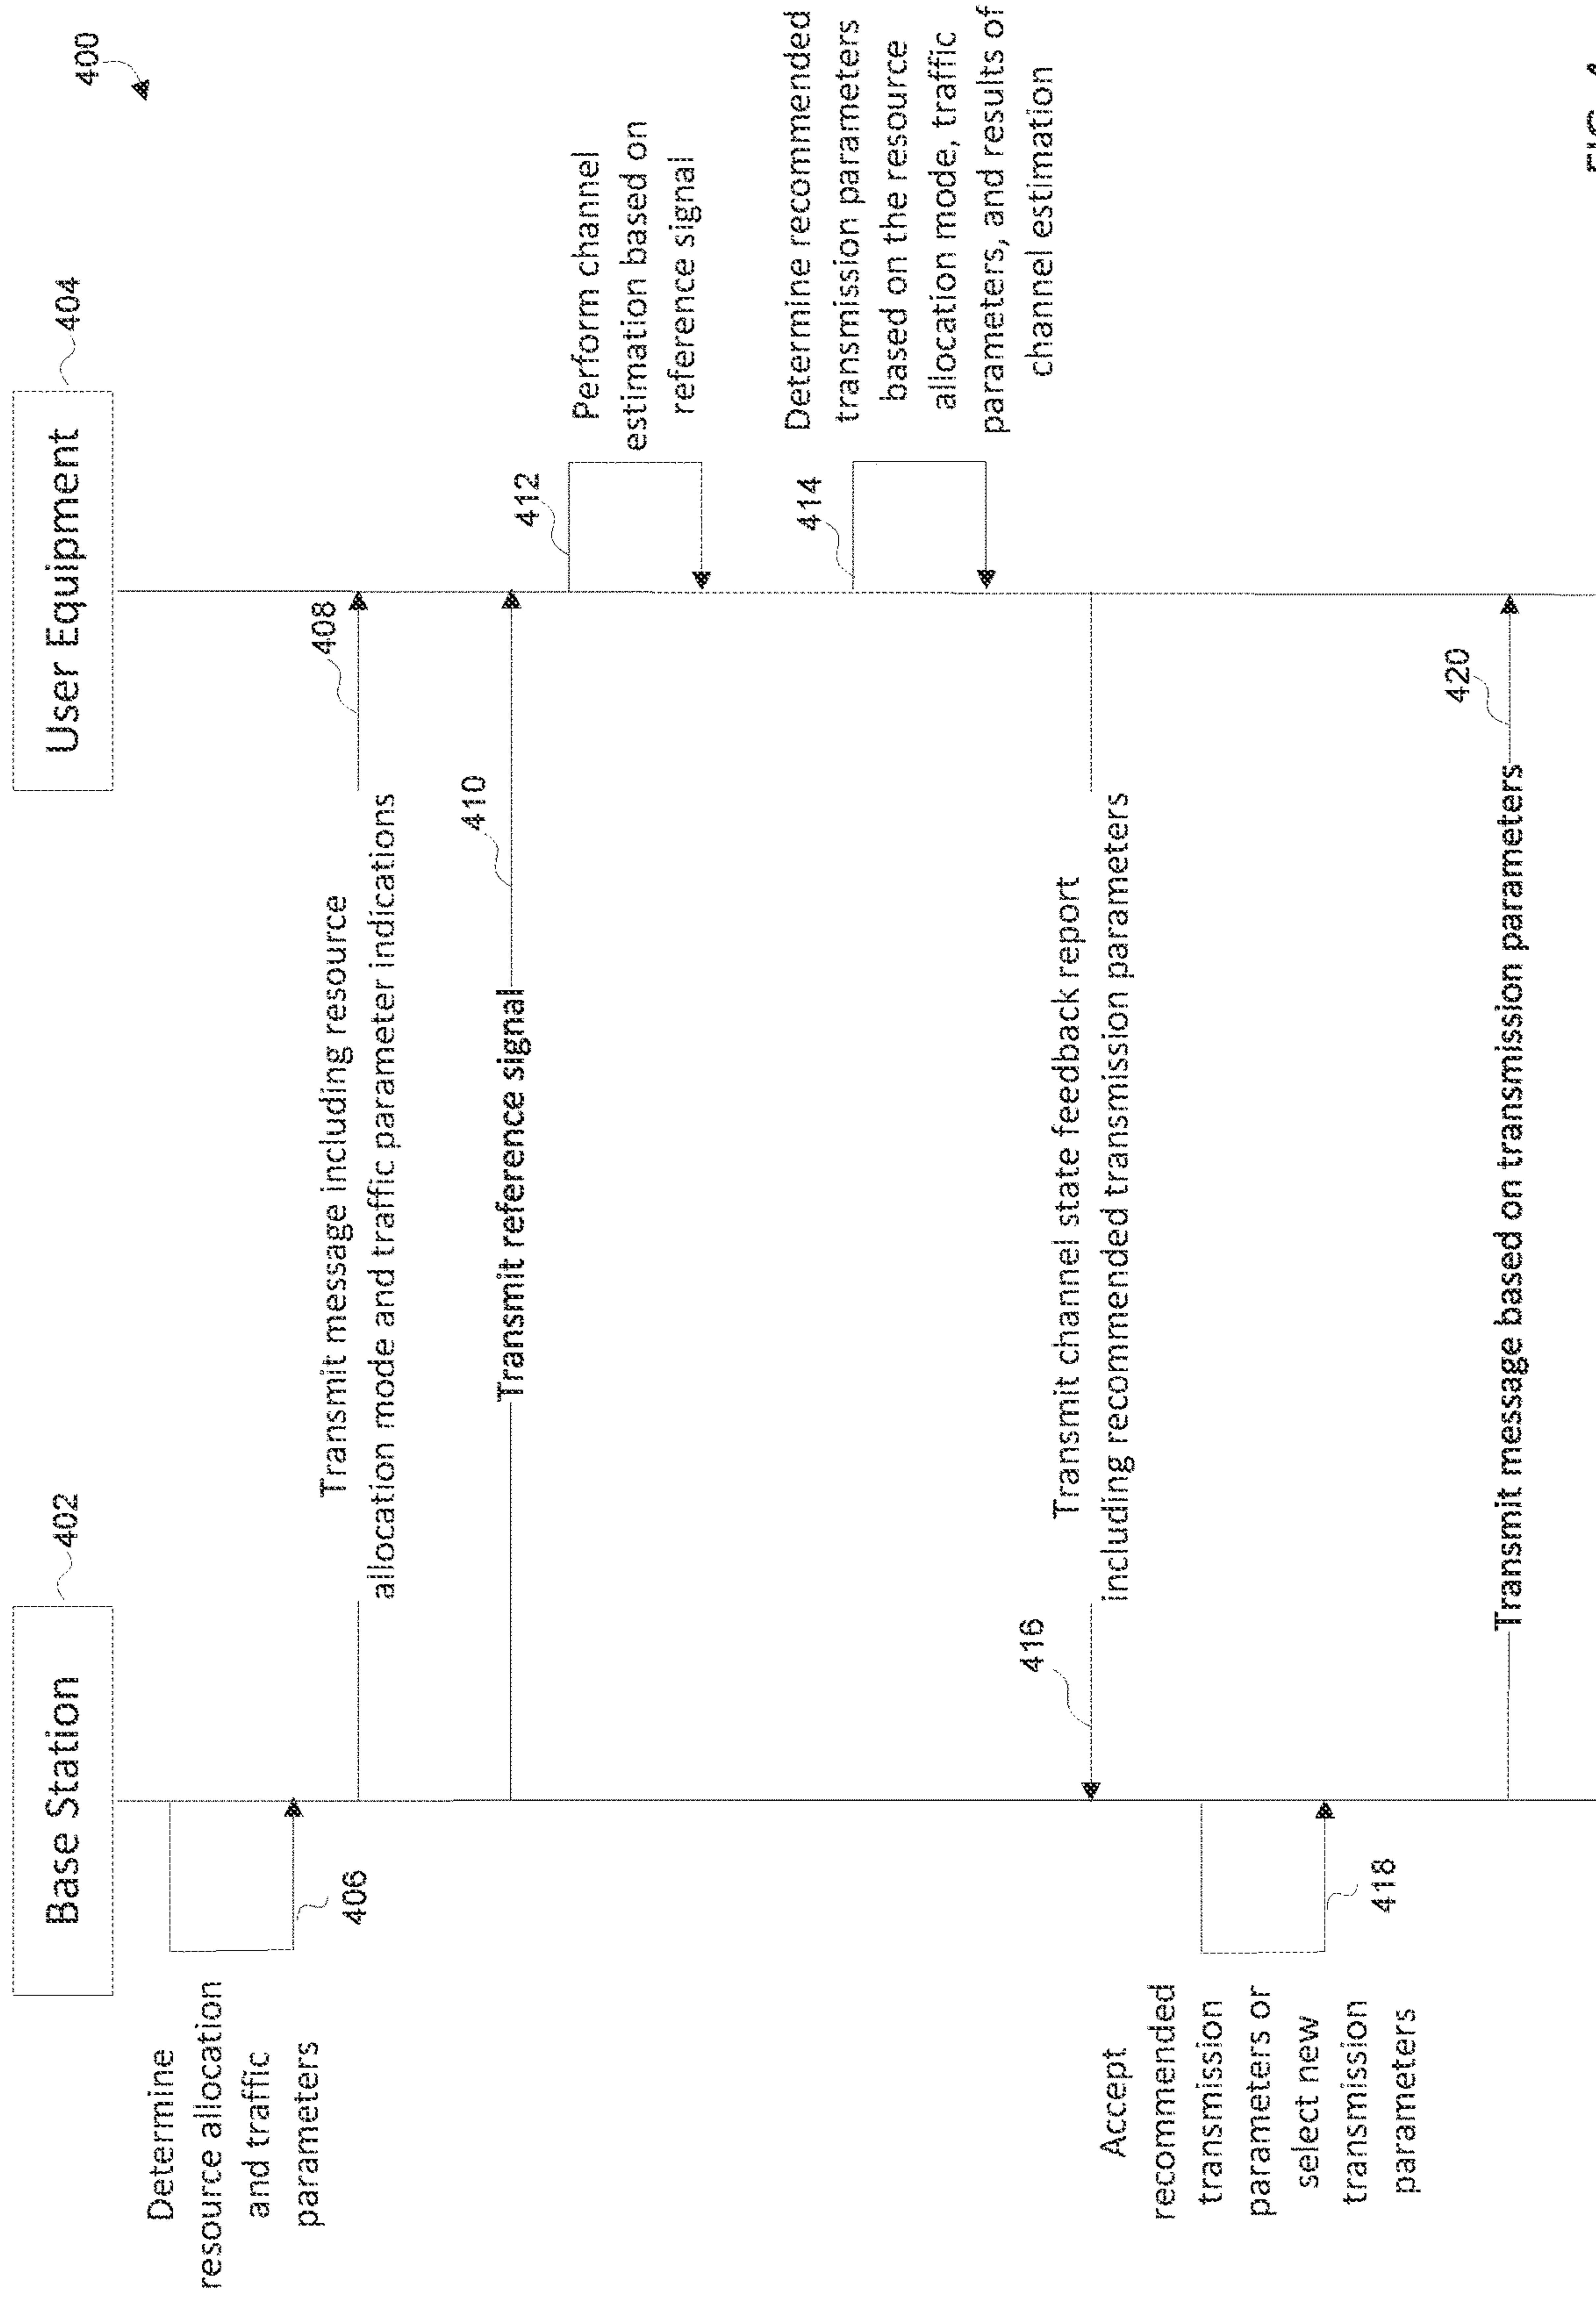 400
Base Station
402
User Equipment
404
Determine
resource allocation
and traffic
parameters
406
Transmit message including resource
allocation mode and traffic parameter indications
408
Transmit reference signal
410
412
Perform channel
estimation based on
reference signal
414
Determine recommended
transmission parameters
based on the resource
allocation mode, traffic
parameters, and results of
channel estimation
416
Transmit channel state feedback report
including recommended transmission parameters
Accept
recommended
transmission
parameters or
select new
transmission
parameters
418
Transmit message based on transmission parameters
420
FIG. 4